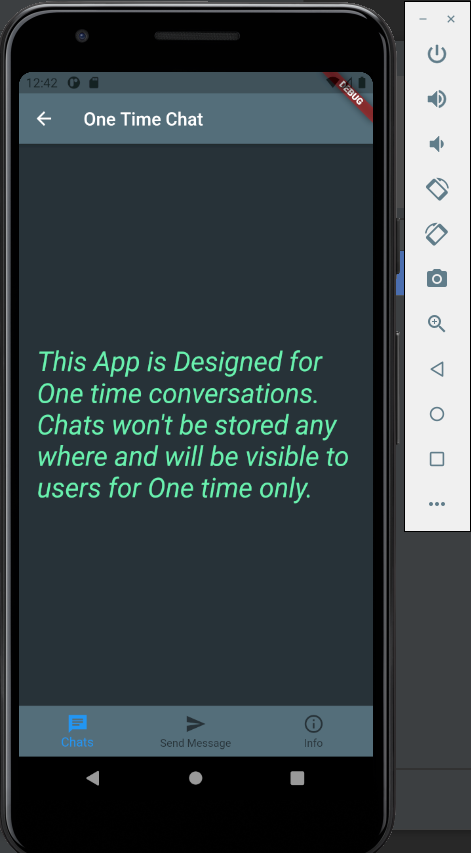 12:42
DEBUG
One Time Chat
This App is Designed for
One time conversations.
Chats won't be stored any
where and will be visible to
users for One time only.
Chats
Send Message
Info